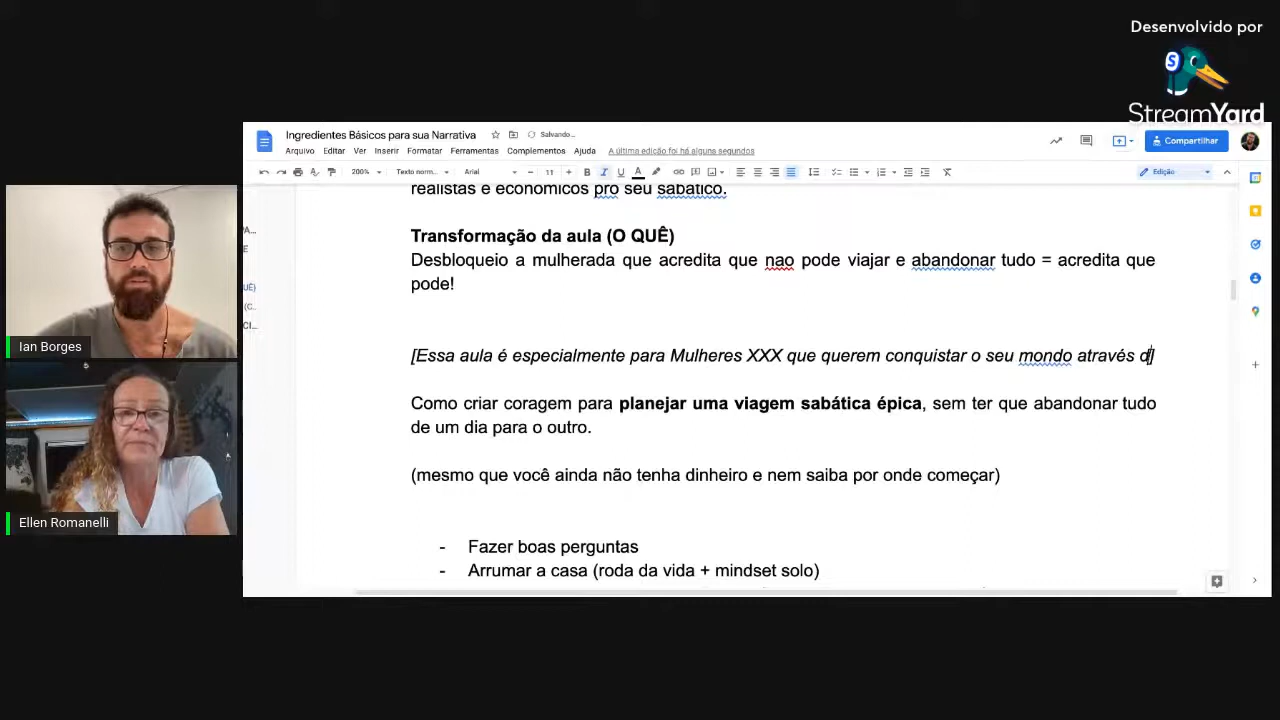 Desenvolvido por
StreamYard
Ingredientes Básicos para sua Narrativa
Salvando...
Arquivo Editar Ver Inserir Formatar Ferramentas Complementos Ajuda A última edição foi há alguns segundos
Compartilhar
200% Texto norm... Arial 11 Edição
realistas e econômicos pro seu sabático.
Transformação da aula (O QUÊ)
Desbloqueio a mulherada que acredita que nao pode viajar e abandonar tudo = acredita que
pode!
[Essa aula é especialmente para Mulheres XXX que querem conquistar o seu mondo através d]
Como criar coragem para planejar uma viagem sabática épica, sem ter que abandonar tudo
de um dia para o outro.
(mesmo que você ainda não tenha dinheiro e nem saiba por onde começar)
- Fazer boas perguntas
- Arrumar a casa (roda da vida + mindset solo)
Ian Borges
Ellen Romanelli